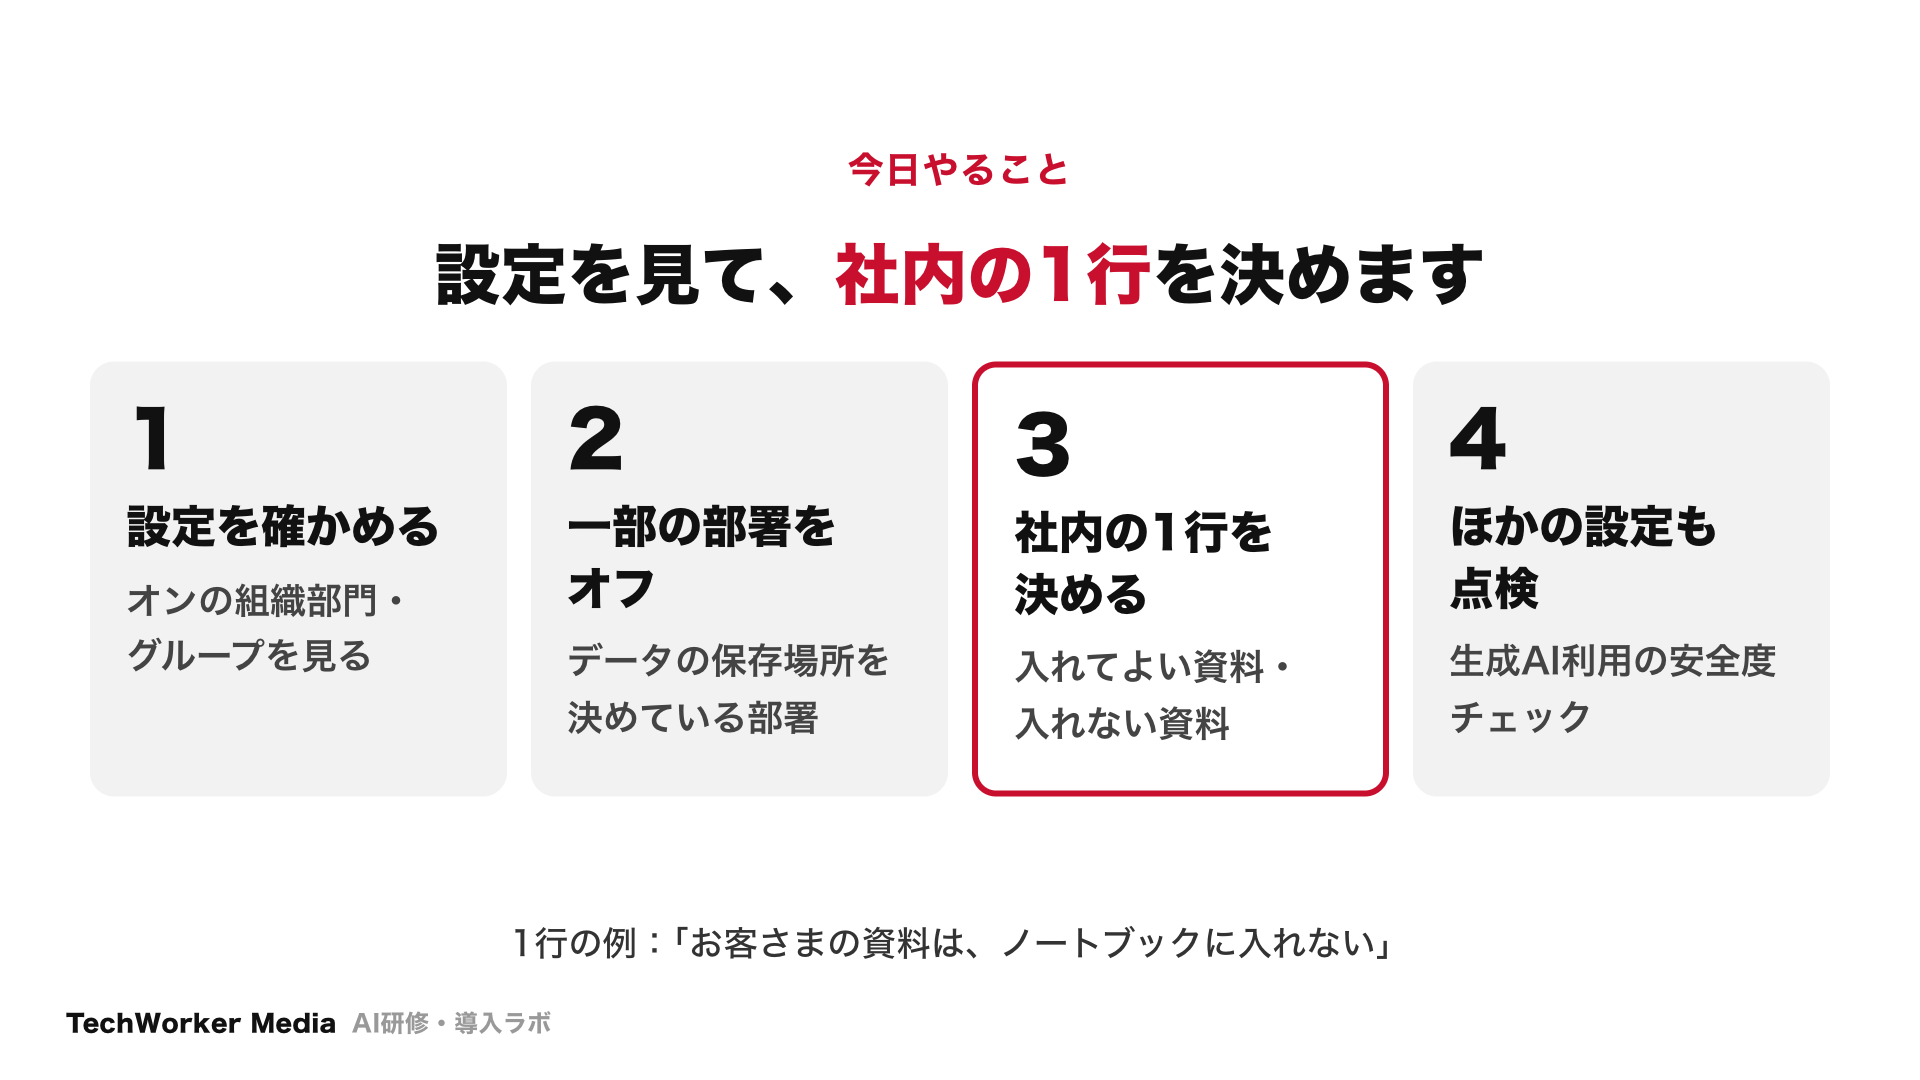 今日やること
設定を見て、社内の1行を決めます
1
設定を確かめる
オンの組織部門・
グループを見る
2
一部の部署を
オフ
データの保存場所を
決めている部署
3
社内の1行を
決める
入れてよい資料・
入れない資料
4
ほかの設定も
点検
生成AI利用の安全度
チェック
1行の例：「お客さまの資料は、ノートブックに入れない」
TechWorker Media AI研修・導入ラボ